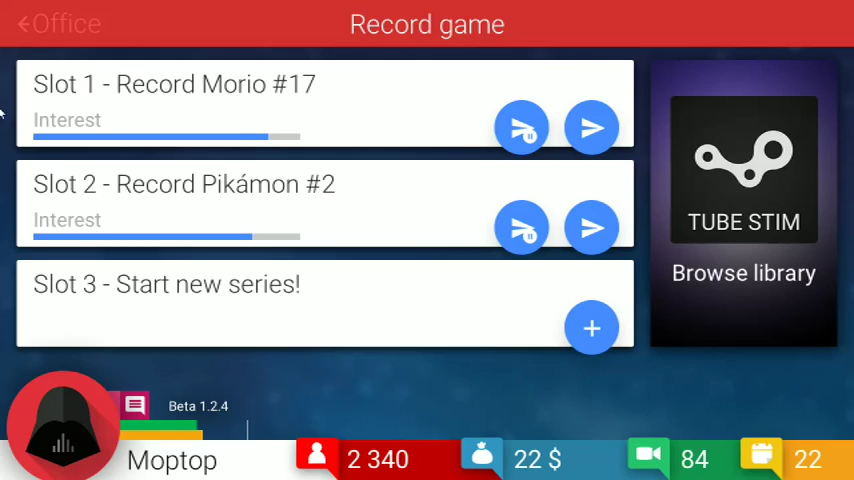 Office
Record game
Slot 1 - Record Morio #17
Interest
Slot 2 - Record Pikámon #2
Interest
Slot 3 - Start new series!
TUBE STIM
Browse library
Beta 1.2.4
Moptop
2 340
22 $
84
22